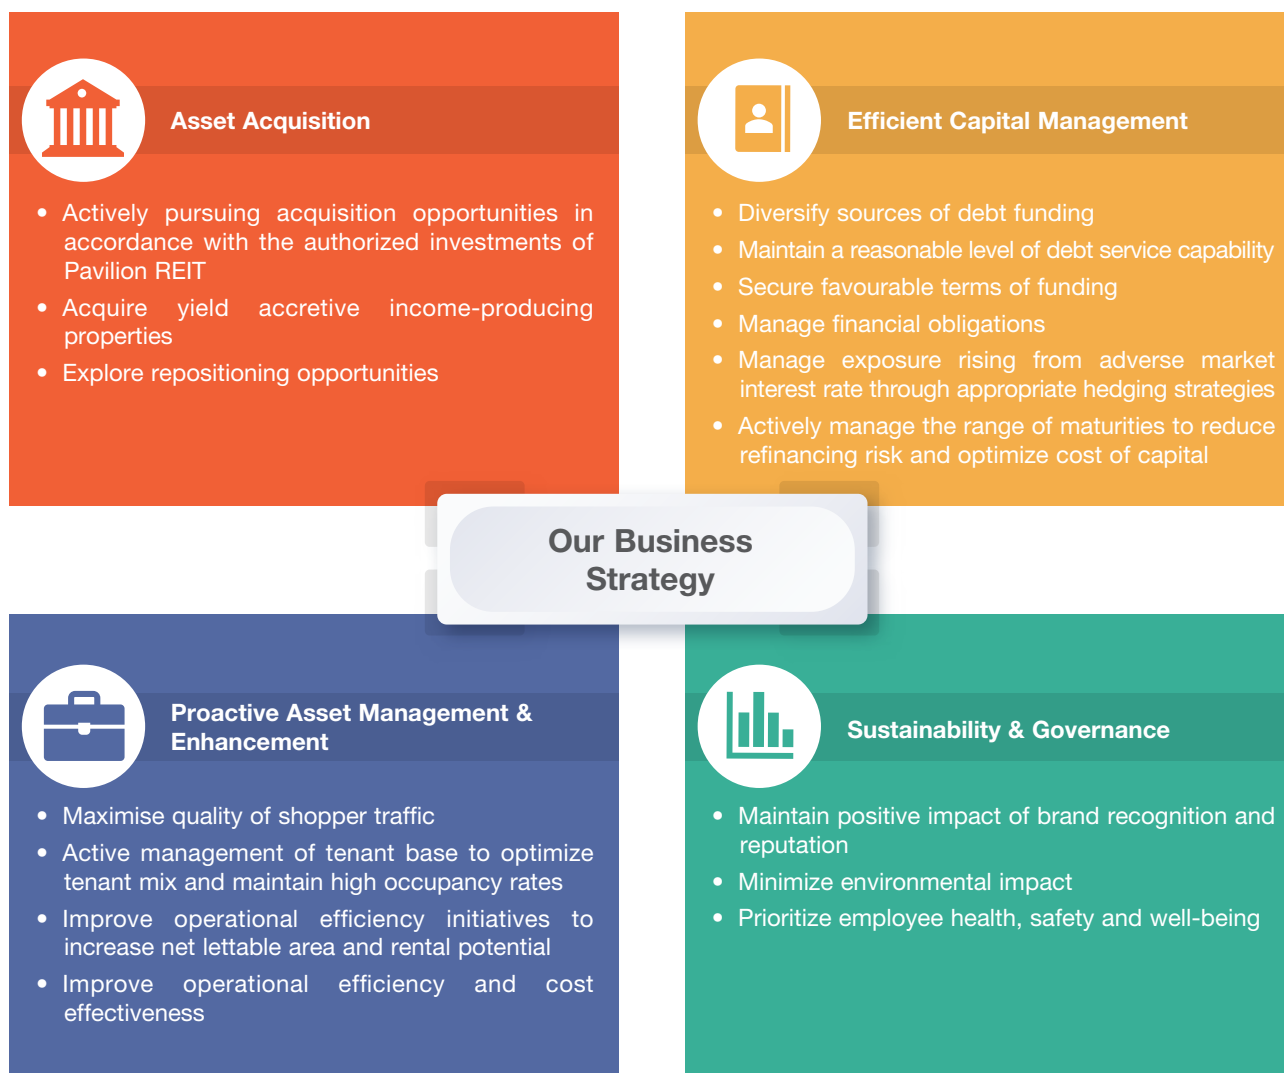 Asset Acquisition
• Actively pursuing acquisition opportunities in
accordance with the authorized investments of
Pavilion REIT
• Acquire yield accretive income-producing
properties
• Explore repositioning opportunities
Efficient Capital Management
• Diversify sources of debt funding
• Maintain a reasonable level of debt service capability
• Secure favourable terms of funding
• Manage financial obligations
• Manage exposure rising from adverse market
interest rate through appropriate hedging strategies
• Actively manage the range of maturities to reduce
refinancing risk and optimize cost of capital
Our Business
Strategy
Proactive Asset Management &
Enhancement
• Maximise quality of shopper traffic
• Active management of tenant base to optimize
tenant mix and maintain high occupancy rates
• Improve operational efficiency initiatives to
increase net lettable area and rental potential
• Improve operational efficiency and cost
effectiveness
Sustainability & Governance
• Maintain positive impact of brand recognition and
reputation
• Minimize environmental impact
• Prioritize employee health, safety and well-being